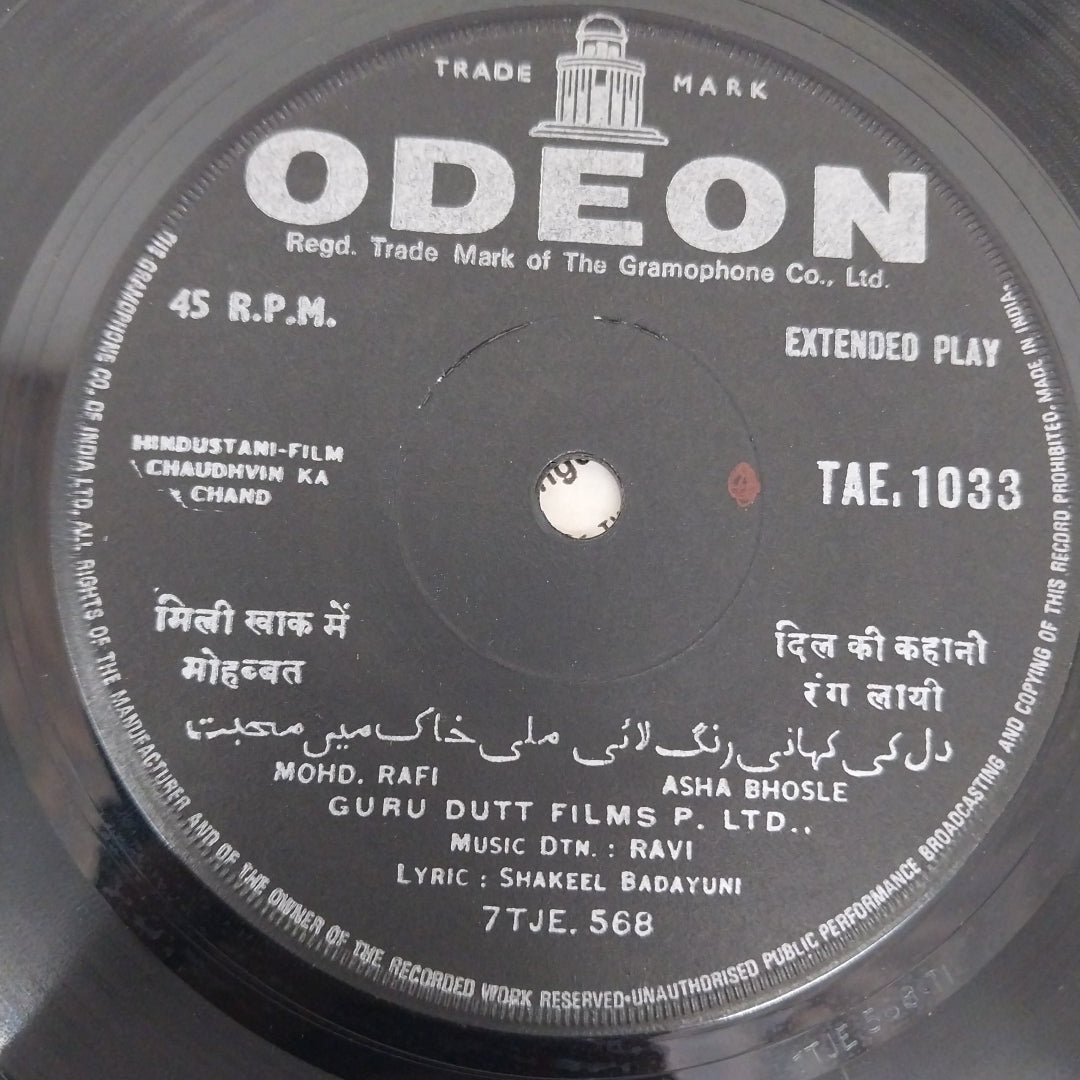 TRADE MARK
ODEON
Regd. Trade Mark of The Gramophone Co., Ltd.
45 R.P.M.
EXTENDED PLAY
HINDUSTANI-FILM
CHAUDHVIN KA
CHAND
TAE. 1033
मिली खाक में
मोहब्बत
दिल की कहानी
रंग लायी
دل کی کہانی رنگ لائی ملی خاک میں محبت
MOHD. RAFI
ASHA BHOSLE
GURU DUTT FILMS P. LTD..
MUSIC DTN. : RAVI
LYRIC : SHAKEEL BADAYUNI
7TJE. 568
THE GRAMOPHONE CO. OF INDIA LTD. ALL RIGHTS OF THE MANUFACTURER AND OF THE OWNER OF THE RECORDED WORK RESERVED•UNAUTHORISED PUBLIC PERFORMANCE BROADCASTING AND COPYING OF THIS RECORD PROHIBITED•MADE IN INDIA•